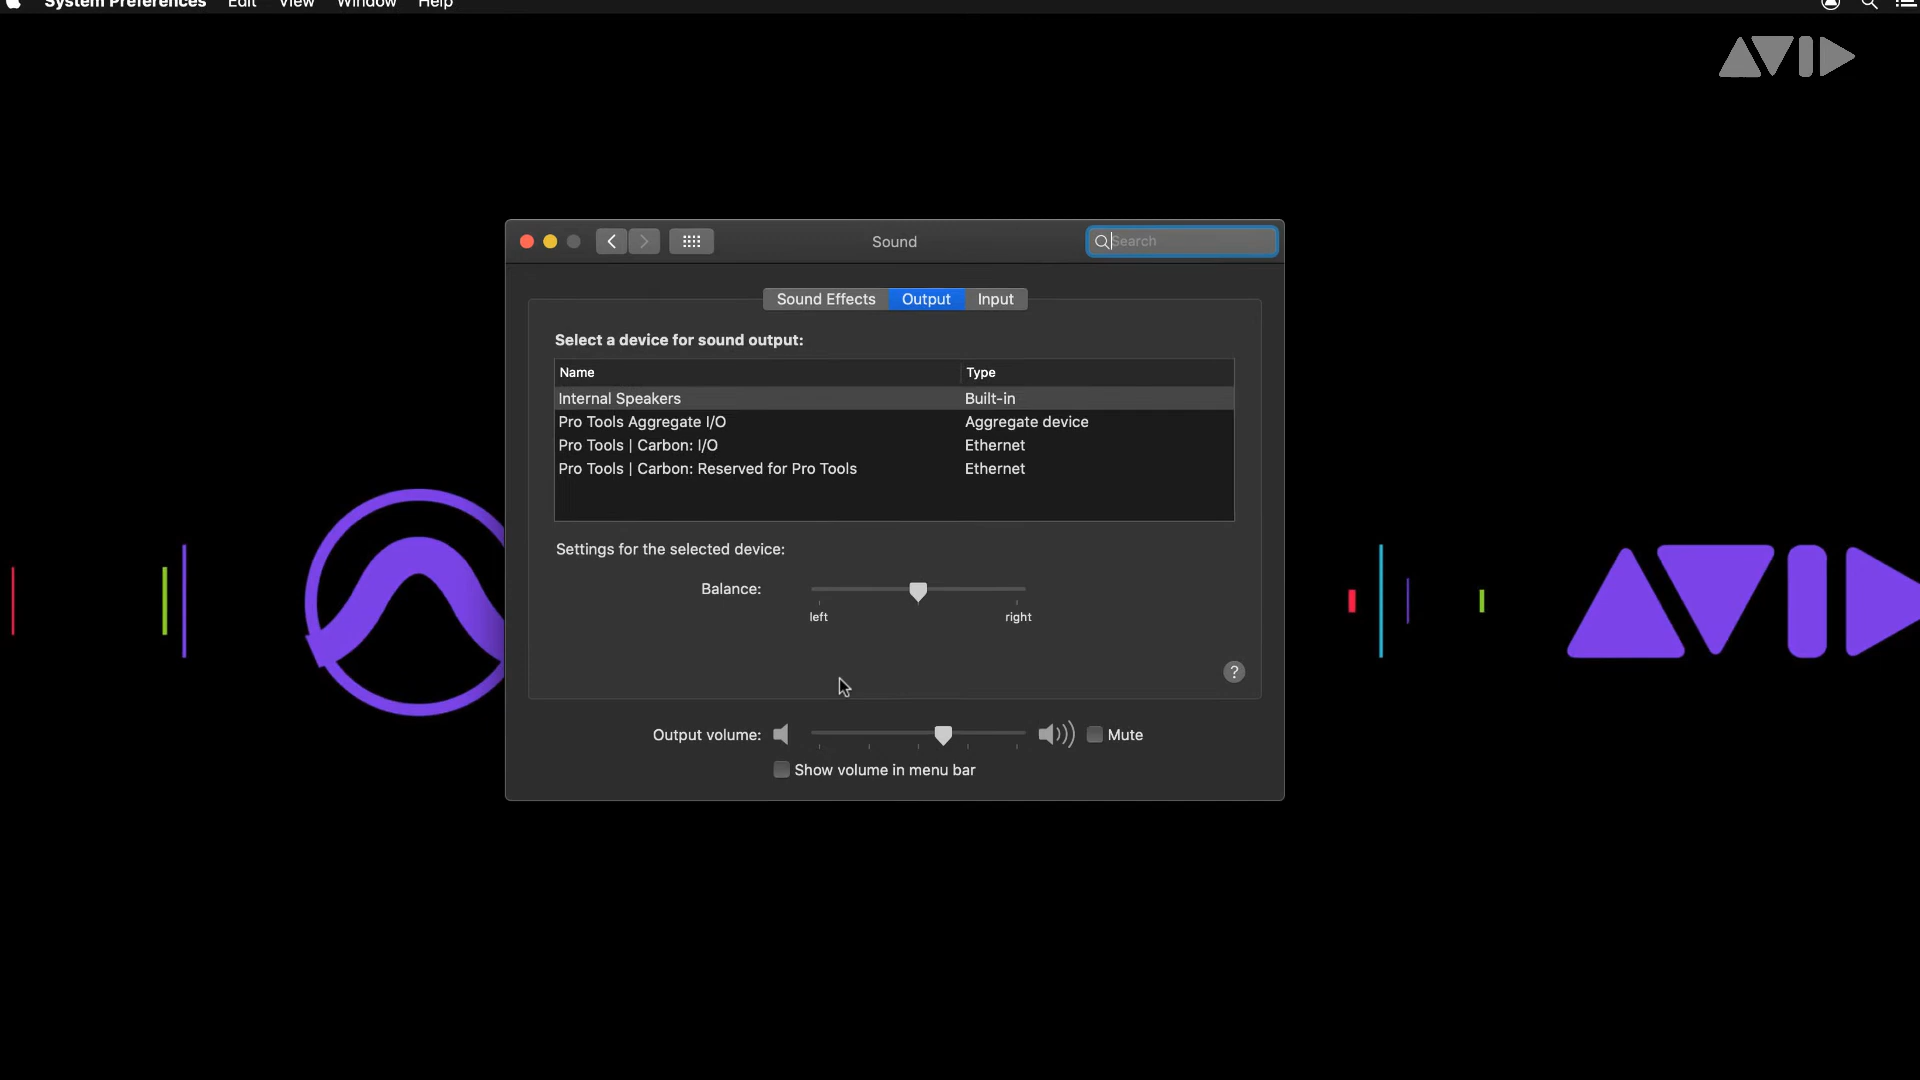 System Preferences Edit View Window Help
AVID
Sound
Search
Sound Effects Output Input
Select a device for sound output:
Name Type
Internal Speakers Built-in
Pro Tools Aggregate I/O Aggregate device
Pro Tools | Carbon: I/O Ethernet
Pro Tools | Carbon: Reserved for Pro Tools Ethernet
Settings for the selected device:
Balance:
left right
?
AVID
Output volume: Mute
Show volume in menu bar